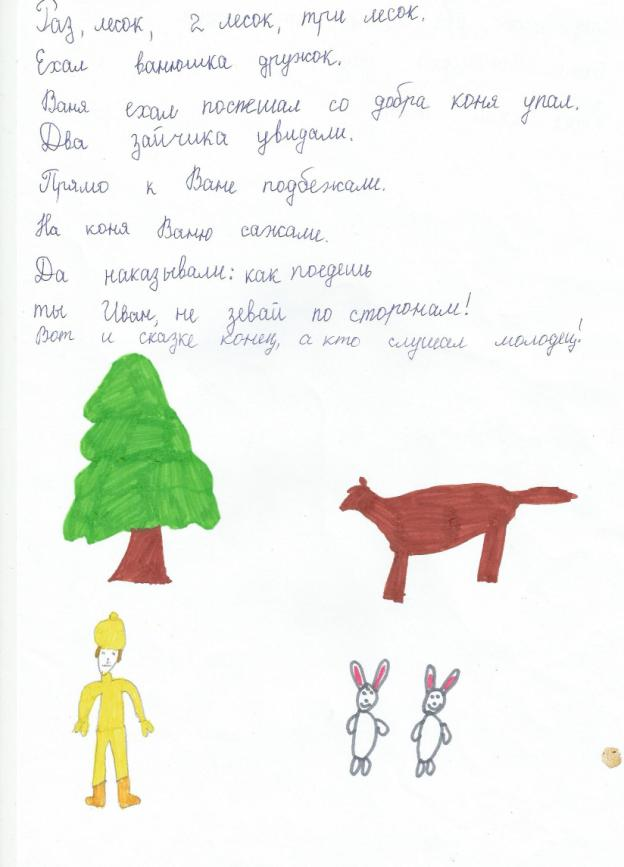 Раз, лесок, 2 лесок, три лесок.
Ехал ванюшка дружок.
Ваня ехал поспешал со добра коня упал.
Два зайчика увидали.
Прямо к Ване подбежали.
На коня Ваню сажали.
Да наказывали: как поедешь
ты Иван, не зевай по сторонам!
Вот и сказке конец, а кто слушал молодец!